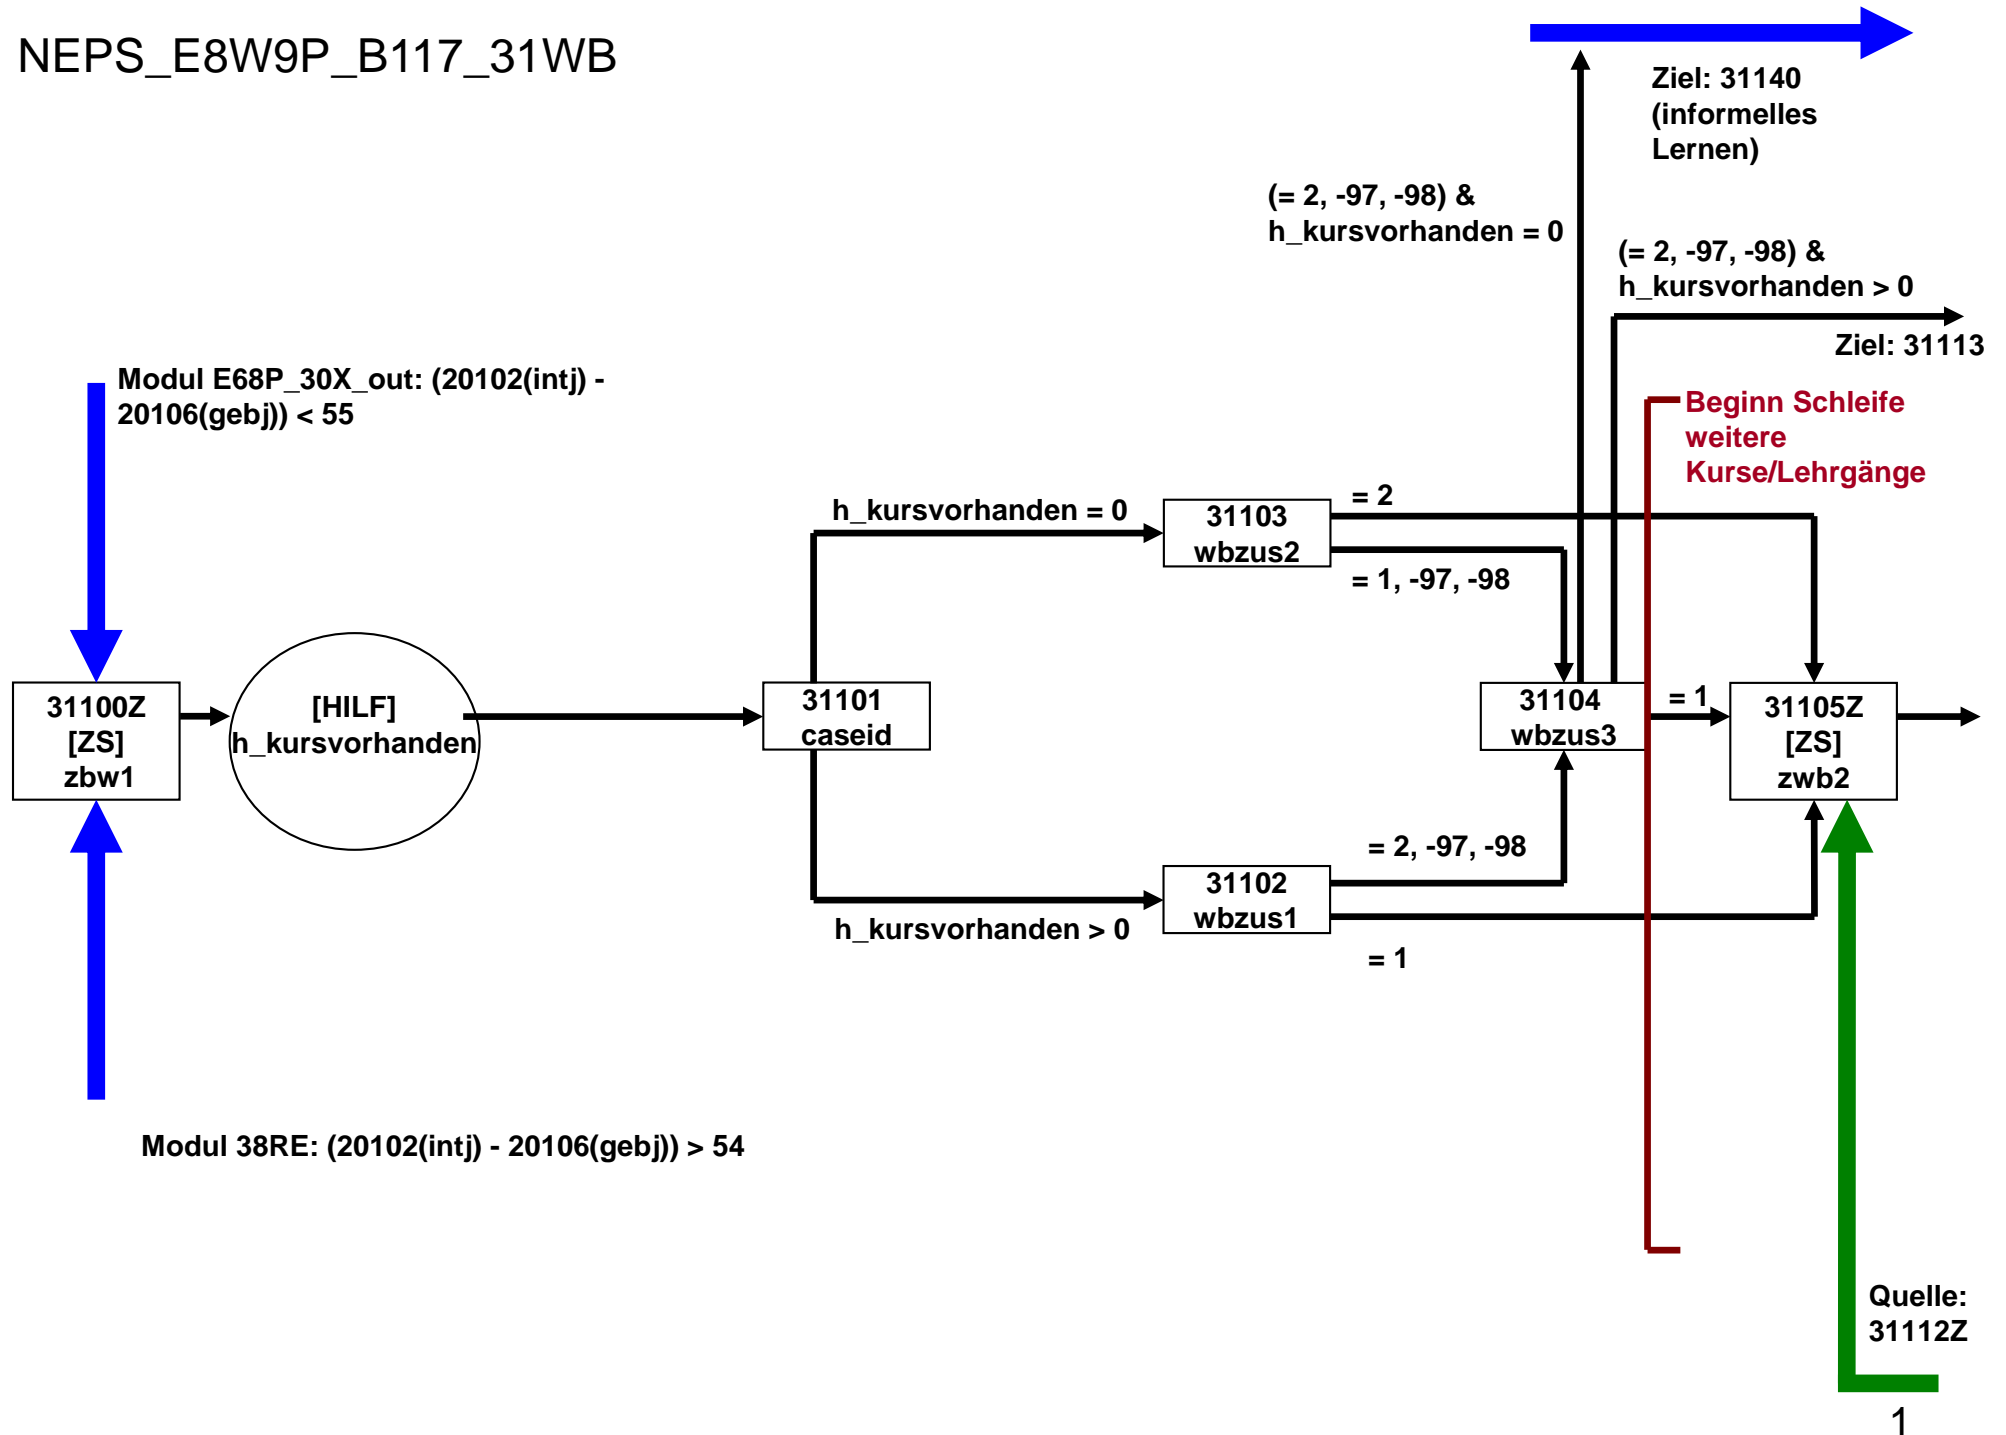 NEPS_E8W9P_B117_31WB
Ziel: 31140
(informelles
Lernen)
(= 2, -97, -98) &
h_kursvorhanden = 0
(= 2, -97, -98) &
h_kursvorhanden > 0
Ziel: 31113
Modul E68P_30X_out: (20102(intj) -
20106(gebj)) < 55
Beginn Schleife
weitere
Kurse/Lehrgänge
h_kursvorhanden = 0
31103
wbzus2
= 2
= 1, -97, -98
31100Z
[ZS]
zbw1
[HILF]
h_kursvorhanden
31101
caseid
31104
wbzus3
= 1
31105Z
[ZS]
zwb2
= 2, -97, -98
31102
wbzus1
h_kursvorhanden > 0
= 1
Modul 38RE: (20102(intj) - 20106(gebj)) > 54
Quelle:
31112Z
1